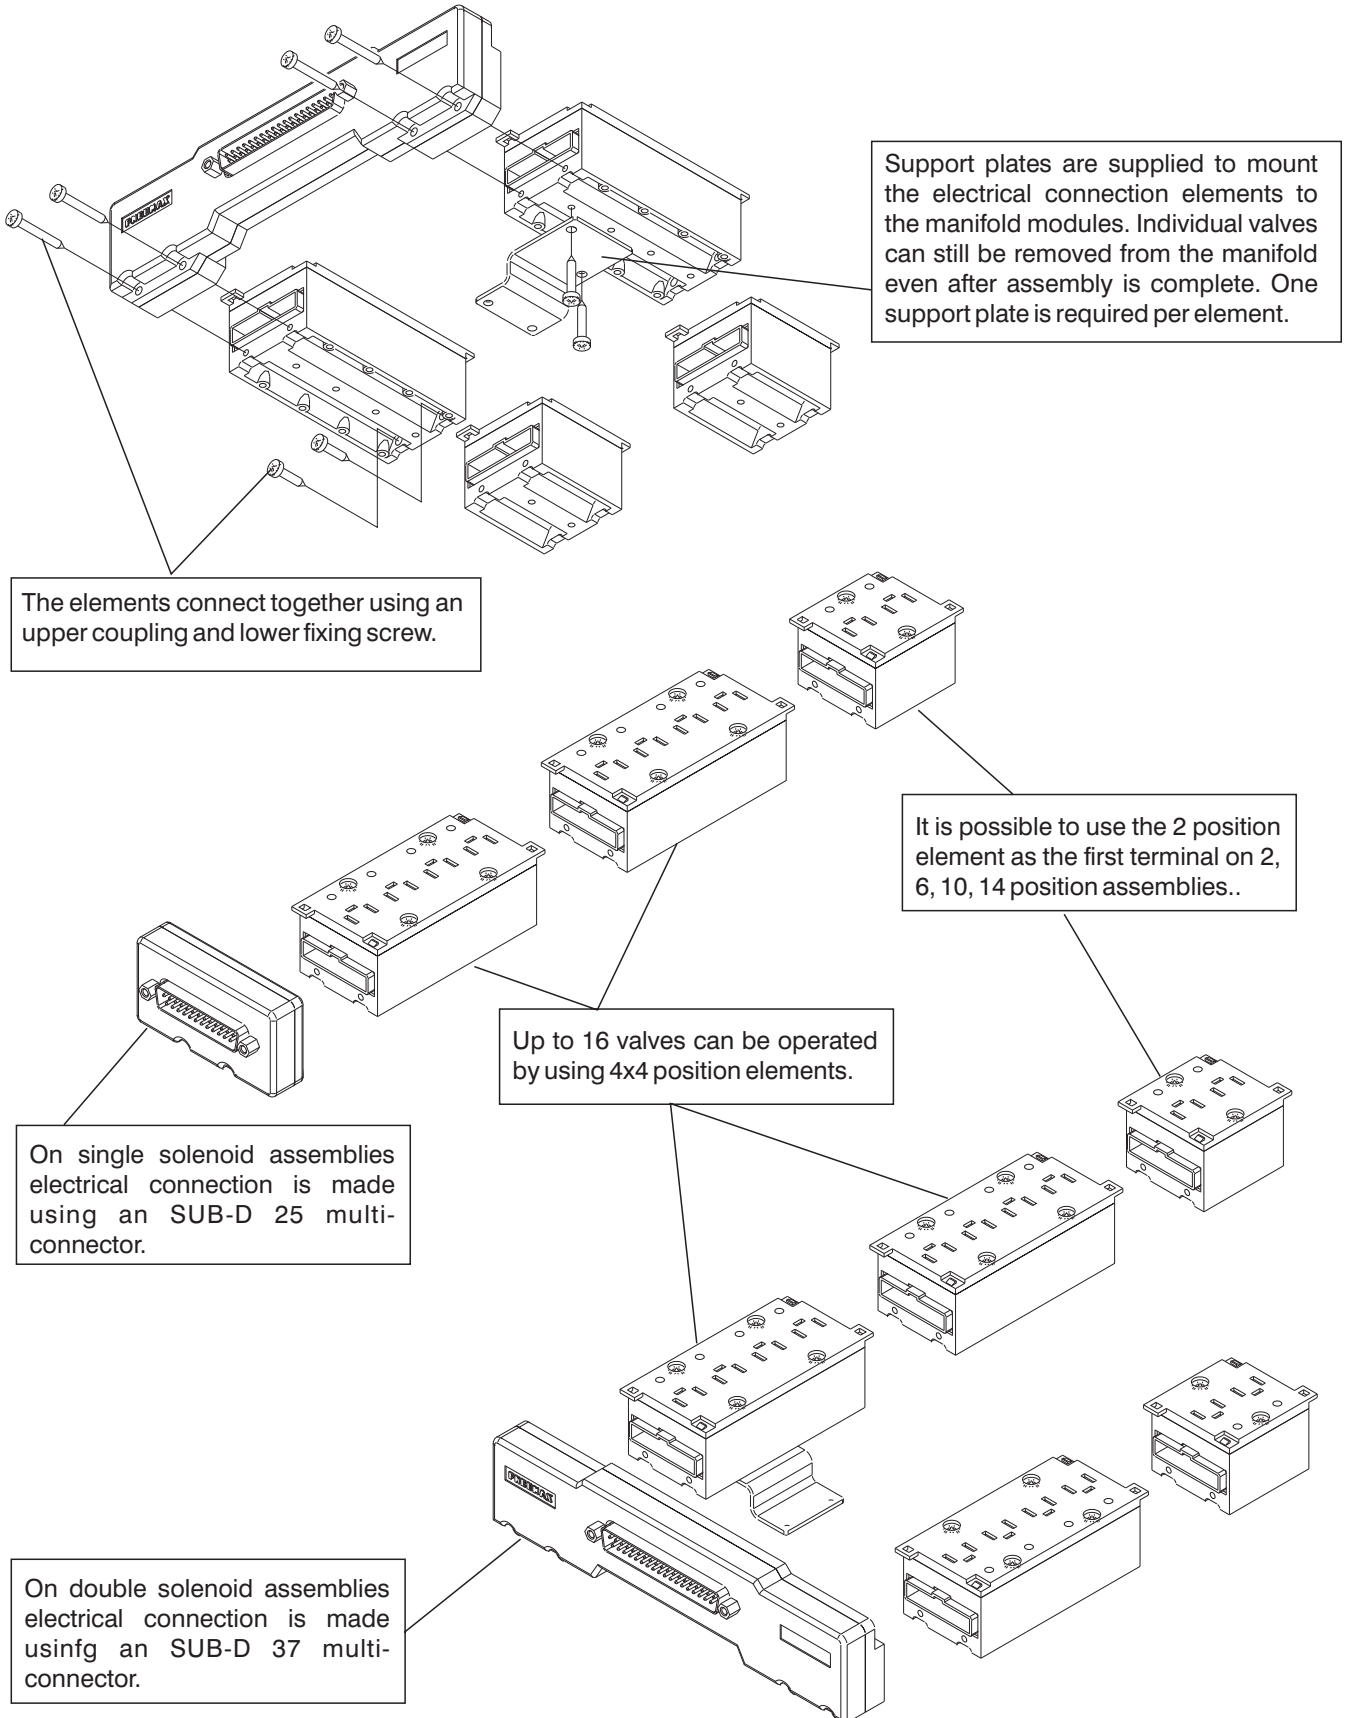 PNEUMAX
Support plates are supplied to mount
the electrical connection elements to
the manifold modules. Individual valves
can still be removed from the manifold
even after assembly is complete. One
support plate is required per element.
The elements connect together using an
upper coupling and lower fixing screw.
It is possible to use the 2 position
element as the first terminal on 2,
6, 10, 14 position assemblies..
Up to 16 valves can be operated
by using 4x4 position elements.
On single solenoid assemblies
electrical connection is made
using an SUB-D 25 multi-
connector.
PNEUMAX
On double solenoid assemblies
electrical connection is made
usinfg an SUB-D 37 multi-
connector.